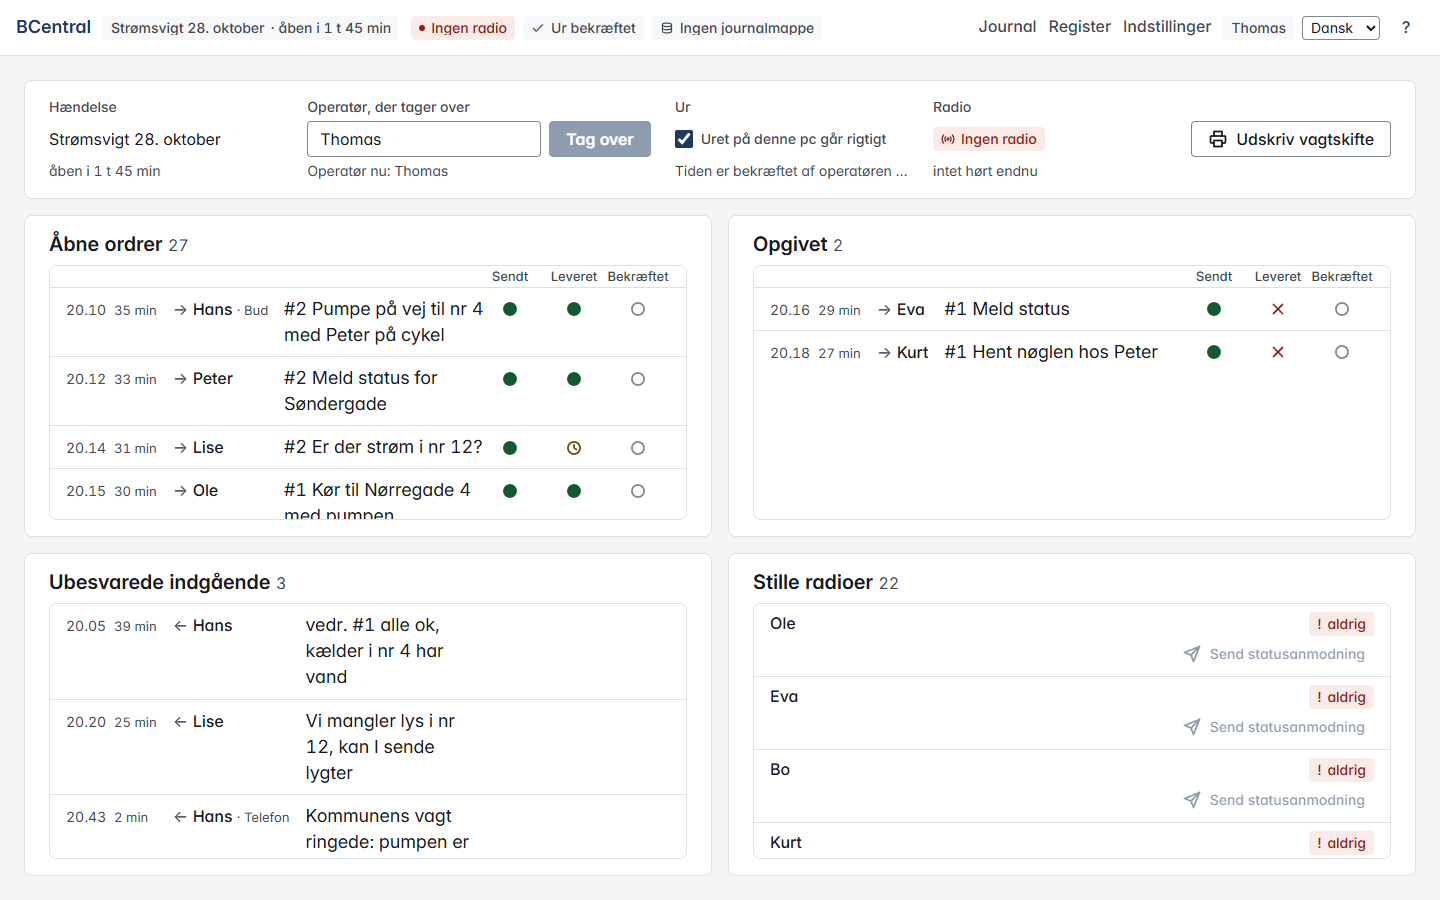 BCentral
Strømsvigt 28. oktober · åben i 1 t 45 min
Ingen radio
Ur bekræftet
Ingen journalmappe
Journal
Register
Indstillinger
Thomas
Dansk
?
Hændelse
Strømsvigt 28. oktober
åben i 1 t 45 min
Operatør, der tager over
Thomas
Tag over
Operatør nu: Thomas
Ur
Uret på denne pc går rigtigt
Tiden er bekræftet af operatøren ...
Radio
Ingen radio
intet hørt endnu
Udskriv vagtskifte
Åbne ordrer 27
Sendt Leveret Bekræftet
20.10 35 min → Hans · Bud #2 Pumpe på vej til nr 4
med Peter på cykel
20.12 33 min → Peter #2 Meld status for
Søndergade
20.14 31 min → Lise #2 Er der strøm i nr 12?
20.15 30 min → Ole #1 Kør til Nørregade 4
med pumpen
Opgivet 2
Sendt Leveret Bekræftet
20.16 29 min → Eva #1 Meld status
20.18 27 min → Kurt #1 Hent nøglen hos Peter
Ubesvarede indgående 3
20.05 39 min ← Hans vedr. #1 alle ok,
kælder i nr 4 har
vand
20.20 25 min ← Lise Vi mangler lys i nr
12, kan I sende
lygter
20.43 2 min ← Hans · Telefon Kommunens vagt
ringede: pumpen er
Stille radioer 22
Ole ! aldrig
Send statusanmodning
Eva ! aldrig
Send statusanmodning
Bo ! aldrig
Send statusanmodning
Kurt ! aldrig